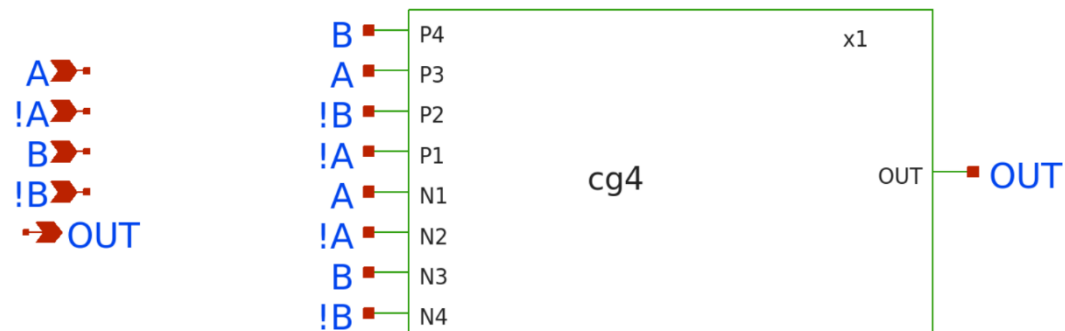 A
!A
B
!B
OUT
B P4
A P3
!B P2
!A P1
A N1
!A N2
B N3
!B N4
x1
cg4
OUT OUT